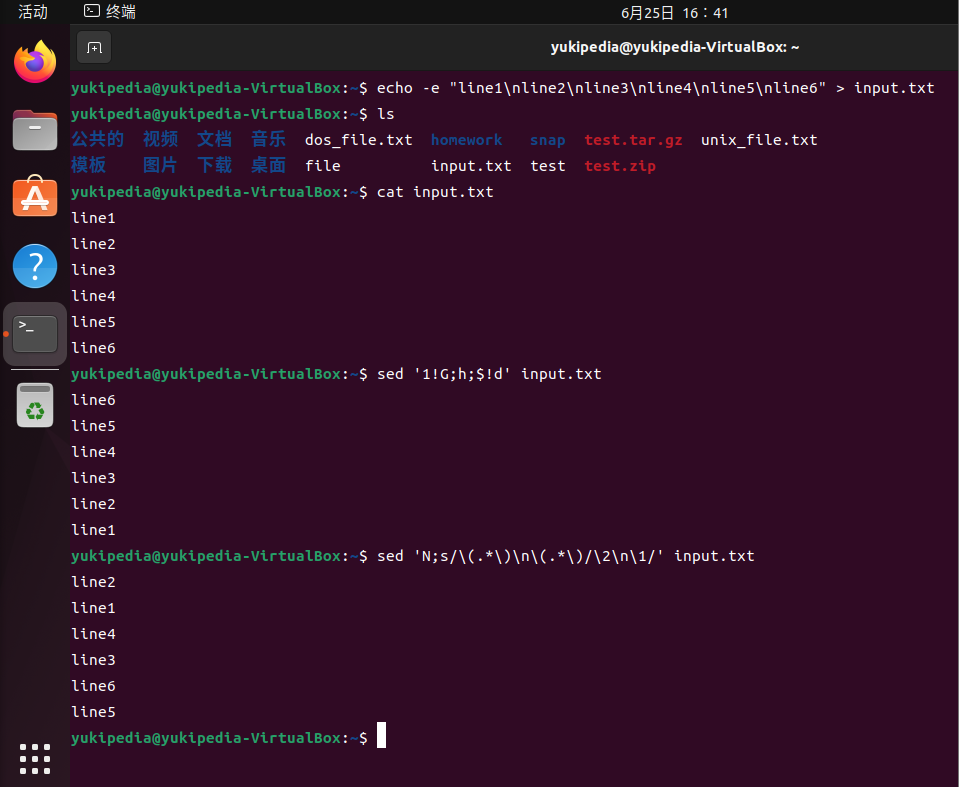 活动 终端 6月25日 16：41
yukipedia@yukipedia-VirtualBox: ~
yukipedia@yukipedia-VirtualBox:~$ echo -e "line1\nline2\nline3\nline4\nline5\nline6" > input.txt
yukipedia@yukipedia-VirtualBox:~$ ls
公共的 视频 文档 音乐 dos_file.txt homework snap test.tar.gz unix_file.txt
模板 图片 下载 桌面 file input.txt test test.zip
yukipedia@yukipedia-VirtualBox:~$ cat input.txt
line1
line2
line3
line4
line5
line6
yukipedia@yukipedia-VirtualBox:~$ sed '1!G;h;$!d' input.txt
line6
line5
line4
line3
line2
line1
yukipedia@yukipedia-VirtualBox:~$ sed 'N;s/\(.*\)\n\(.*\)/\2\n\1/' input.txt
line2
line1
line4
line3
line6
line5
yukipedia@yukipedia-VirtualBox:~$